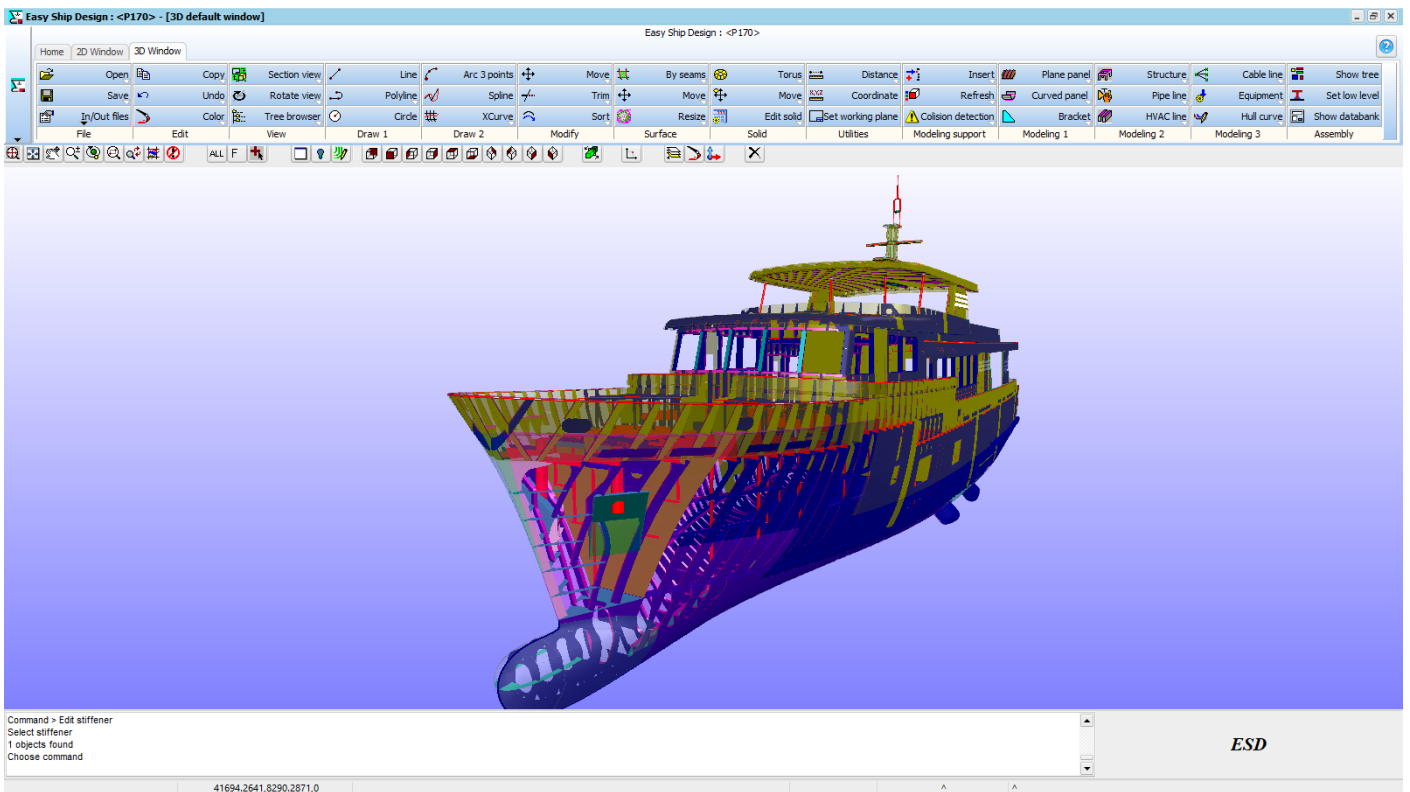 Easy Ship Design : <P170> - [3D default window]
Easy Ship Design : <P170>
Home 2D Window 3D Window
Open Copy Section view Line Arc 3 points Move By seams Torus Distance Insert Plane panel Structure Cable line Show tree
Save Undo Rotate view Polyline Spline Trim Move Move Coordinate Refresh Curved panel Pipe line Equipment Set low level
In/Out files Color Tree browser Circle XCurve Sort Resize Edit solid Set working plane Colision detection Bracket HVAC line Hull curve Show databank
File Edit View Draw 1 Draw 2 Modify Surface Solid Utilities Modeling support Modeling 1 Modeling 2 Modeling 3 Assembly
ALL F
Command > Edit stiffener
Select stiffener
1 objects found
Choose command
ESD
41694.2641,8290.2871,0